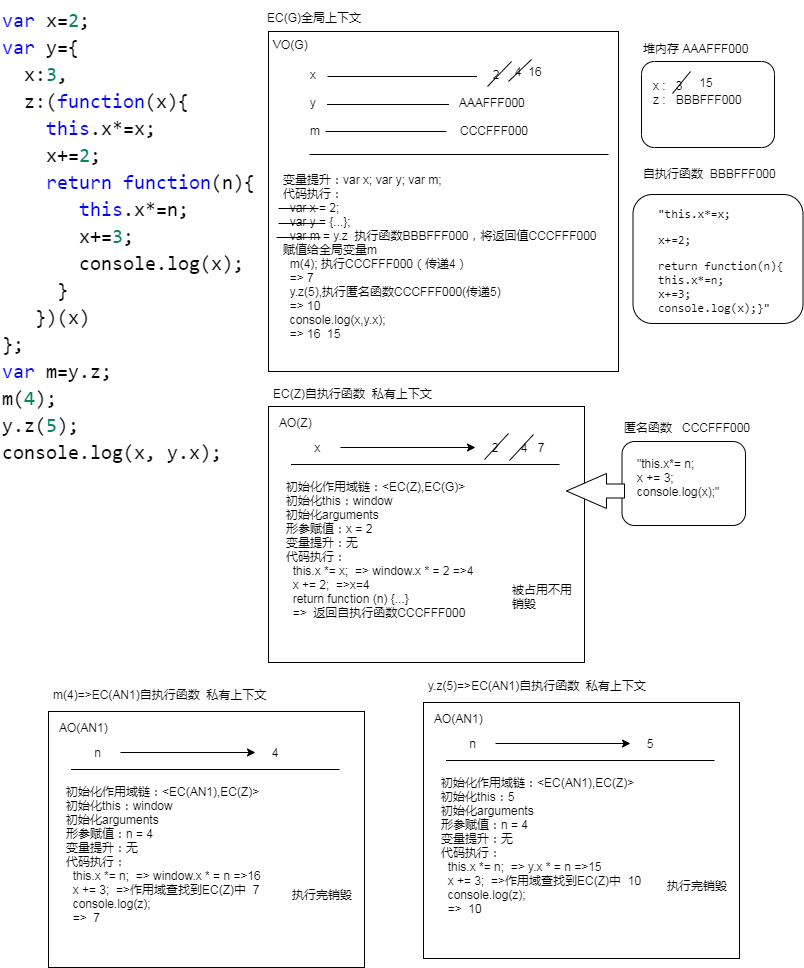 var x=2;
var y={
x:3,
z:(function(x){
this.x*=x;
x+=2;
return function(n){
this.x*=n;
x+=3;
console.log(x);
}
})(x)
};
var m=y.z;
m(4);
y.z(5);
console.log(x, y.x);
EC(G)全局上下文
VO(G)
x 2 4 16
y AAAFFF000
m CCCFFF000
变量提升：var x; var y; var m;
代码执行：
var x = 2;
var y = {...};
var m = y.z 执行函数BBBFFF000，将返回值CCCFFF000
赋值给全局变量m
m(4); 执行CCCFFF000（传递4）
=> 7
y.z(5),执行匿名函数CCCFFF000(传递5)
=> 10
console.log(x,y.x);
=> 16 15
堆内存 AAAFFF000
x : 3 15
z : BBBFFF000
自执行函数 BBBFFF000
"this.x*=x;
x+=2;
return function(n){
this.x*=n;
x+=3;
console.log(x);}"
EC(Z)自执行函数 私有上下文
AO(Z)
x 2 4 7
初始化作用域链：<EC(Z),EC(G)>
初始化this：window
初始化arguments
形参赋值：x = 2
变量提升：无
代码执行：
this.x *= x; => window.x * = 2 =>4
x += 2; =>x=4
return function (n) {...}
=> 返回自执行函数CCCFFF000
被占用不用
销毁
匿名函数 CCCFFF000
"this.x*= n;
x += 3;
console.log(x);"
m(4)=>EC(AN1)自执行函数 私有上下文
AO(AN1)
n 4
初始化作用域链：<EC(AN1),EC(Z)>
初始化this：window
初始化arguments
形参赋值：n = 4
变量提升：无
代码执行：
this.x *= n; => window.x * = n =>16
x += 3; =>作用域查找到EC(Z)中 7
console.log(z);
=> 7
执行完销毁
y.z(5)=>EC(AN1)自执行函数 私有上下文
AO(AN1)
n 5
初始化作用域链：<EC(AN1),EC(Z)>
初始化this：5
初始化arguments
形参赋值：n = 4
变量提升：无
代码执行：
this.x *= n; => y.x * = n =>15
x += 3; =>作用域查找到EC(Z)中 10
console.log(z);
=> 10
执行完销毁